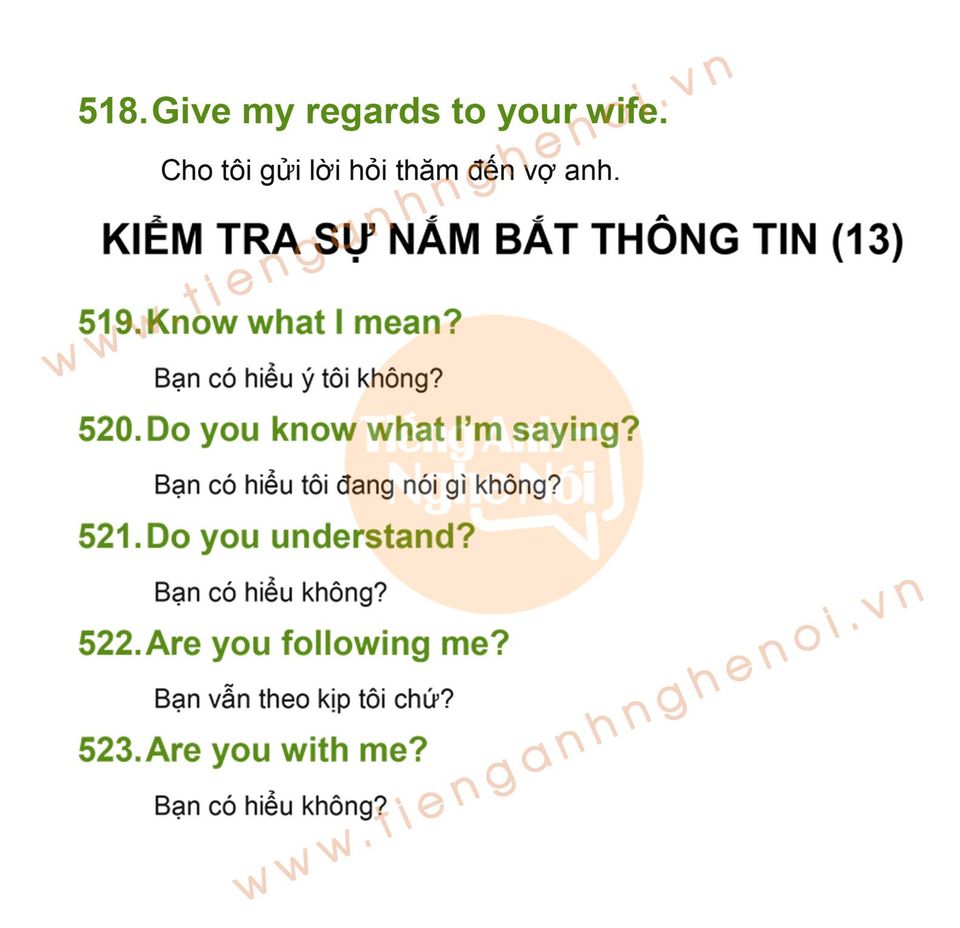 518.Give my regards to your wife.
Cho tôi gửi lời hỏi thăm đến vợ anh.
KIỂM TRA SỰ NẮM BẮT THÔNG TIN (13)
519.Know what I mean?
Bạn có hiểu ý tôi không?
520.Do you know what I'm saying?
Bạn có hiểu tôi đang nói gì không?
521.Do you understand?
Bạn có hiểu không?
522.Are you following me?
Bạn vẫn theo kịp tôi chứ?
523.Are you with me?
Bạn có hiểu không?
www.tienganhnghenoi.vn
Tiếng Anh
Nghe Nói
www.tienganhnghenoi.vn